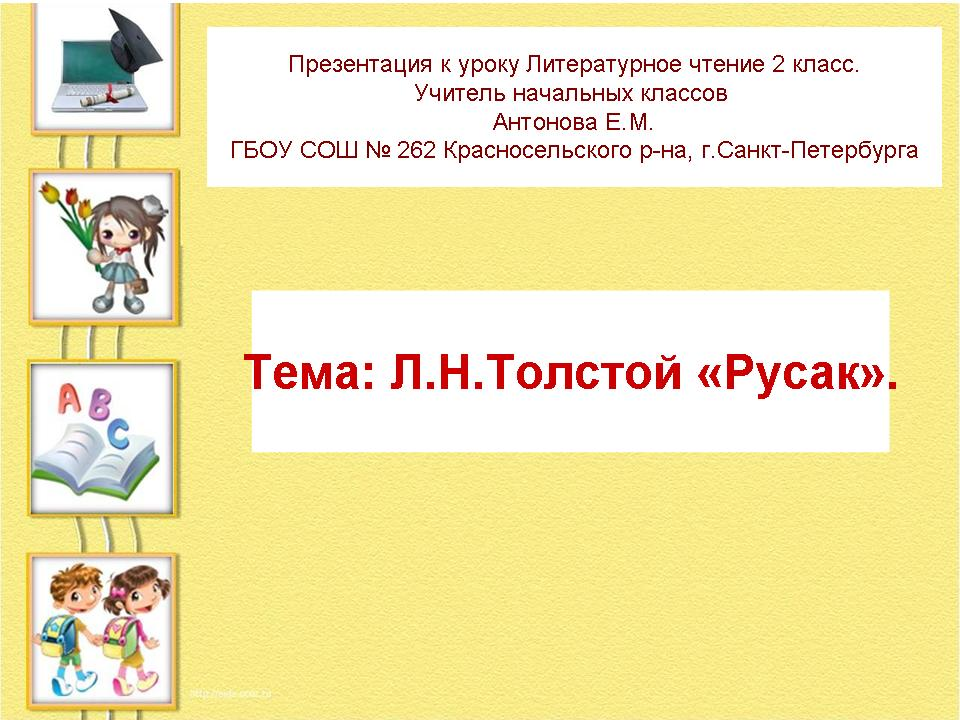 Презентация к уроку Литературное чтение 2 класс.
Учитель начальных классов
Антонова Е.М.
ГБОУ СОШ № 262 Красносельского р-на, г.Санкт-Петербурга
Тема: Л.Н.Толстой «Русак».
A B C